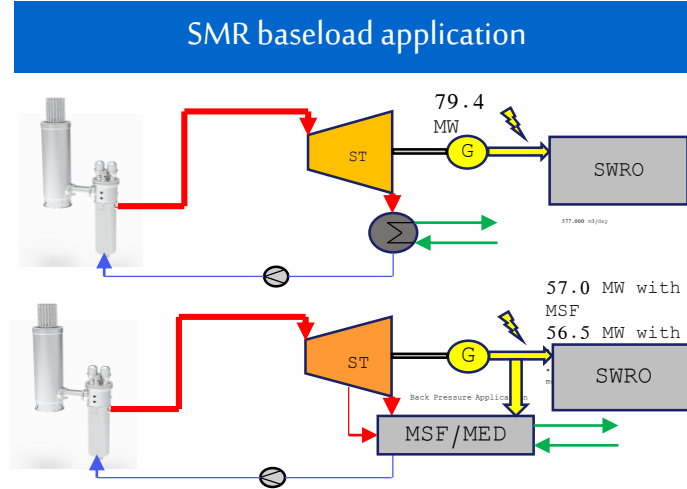 SMR baseload application
79.4
MW
ST
G
SWRO
577.000 m3/day
57.0 MW with
MSF
56.5 MW with
ST
G
SWRO
Back Pressure Application
MSF/MED